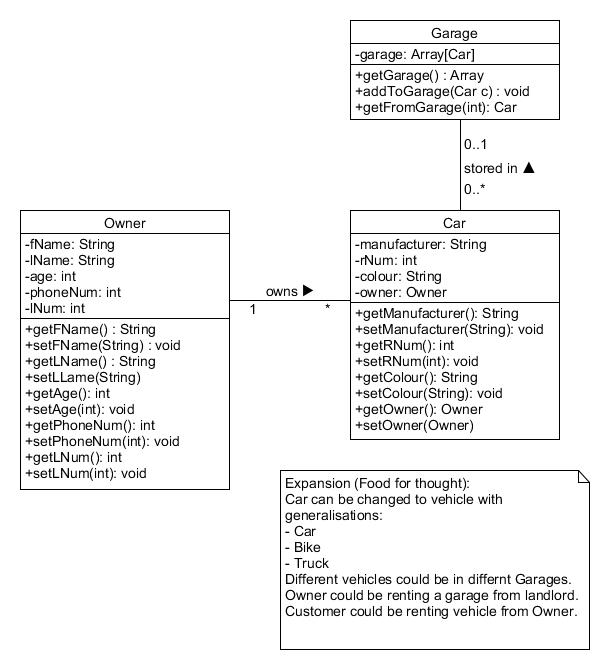 Garage
-garage: Array[Car]
+getGarage() : Array
+addToGarage(Car c) : void
+getFromGarage(int): Car
0..1
stored in ▲
0..*
Owner
-fName: String
-lName: String
-age: int
-phoneNum: int
-lNum: int
+getFName() : String
+setFName(String) : void
+getLName() : String
+setLLame(String)
+getAge(): int
+setAge(int): void
+getPhoneNum(): int
+setPhoneNum(int): void
+getLNum(): int
+setLNum(int): void
owns ▶
1
*
Car
-manufacturer: String
-rNum: int
-colour: String
-owner: Owner
+getManufacturer(): String
+setManufacturer(String): void
+getRNum(): int
+setRNum(int): void
+getColour(): String
+setColour(String): void
+getOwner(): Owner
+setOwner(Owner)
Expansion (Food for thought):
Car can be changed to vehicle with
generalisations:
- Car
- Bike
- Truck
Different vehicles could be in differnt Garages.
Owner could be renting a garage from landlord.
Customer could be renting vehicle from Owner.